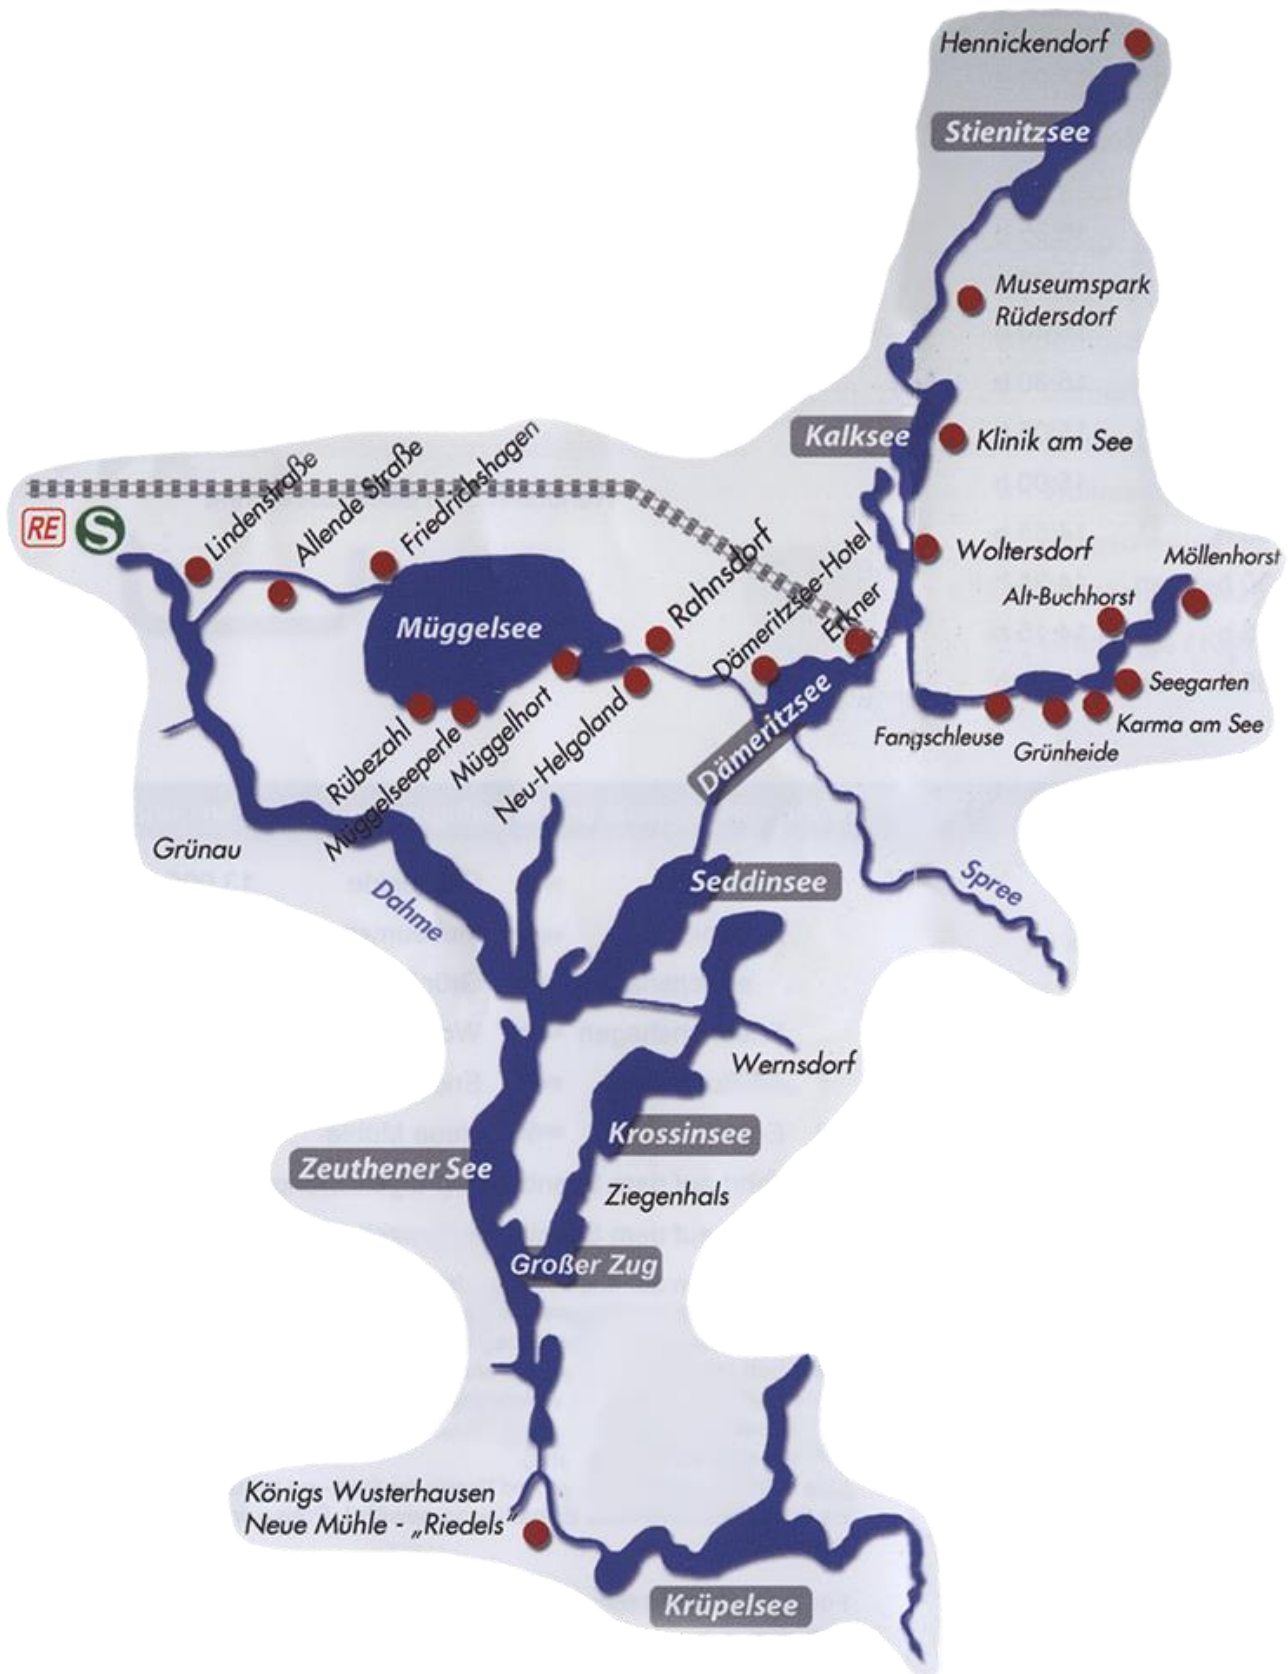 Hennickendorf
Stienitzsee
Museumspark
Rüdersdorf
Kalksee
Klinik am See
RE
S
Lindenstraße
Allende Straße
Friedrichshagen
Müggelsee
Rahnsdorf
Dämeritzsee-Hotel
Erkner
Woltersdorf
Möllenhorst
Alt-Buchhorst
Seegarten
Karma am See
Fangschleuse
Grünheide
Rübezahl
Müggelseeperle
Müggelhort
Neu-Helgoland
Dämeritzsee
Grünau
Dahme
Seddinsee
Spree
Wernsdorf
Krossinsee
Zeuthener See
Ziegenhals
Großer Zug
Königs Wusterhausen
Neue Mühle - „Riedels"
Krüpelsee